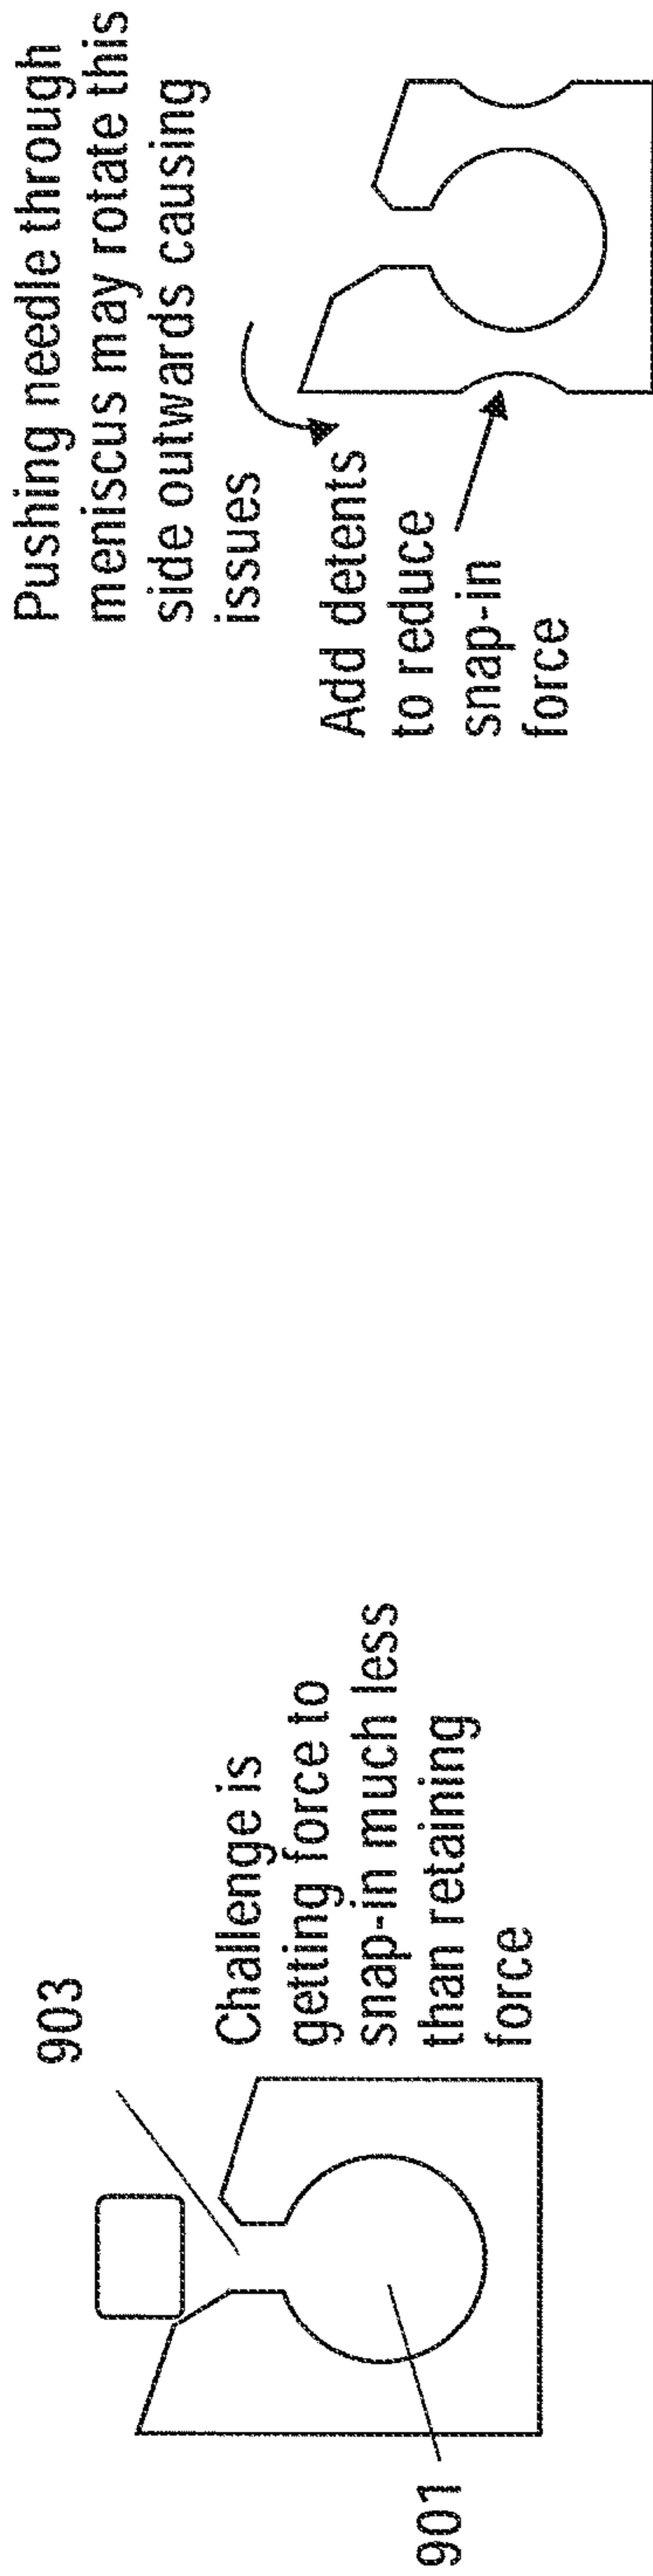 903
Challenge is
getting force to
snap-in much less
than retaining
force
901
Pushing needle through
meniscus may rotate this
side outwards causing
issues
Add detents
to reduce
snap-in
force